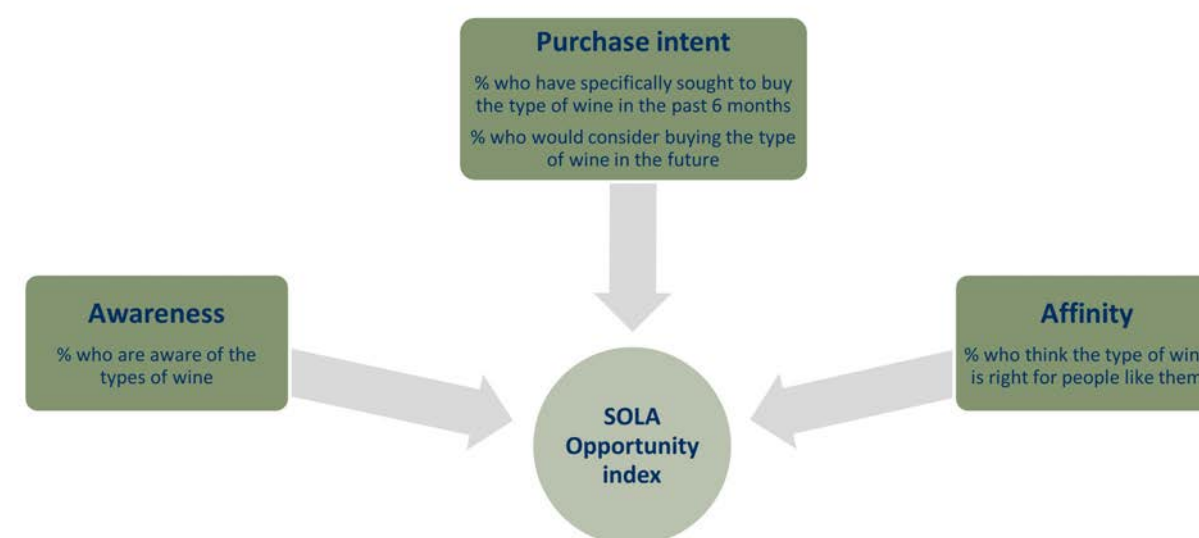 Purchase intent
% who have specifically sought to buy
the type of wine in the past 6 months
% who would consider buying the type
of wine in the future
Awareness
% who are aware of the
types of wine
Affinity
% who think the type of win
is right for people like them
SOLA
Opportunity
index